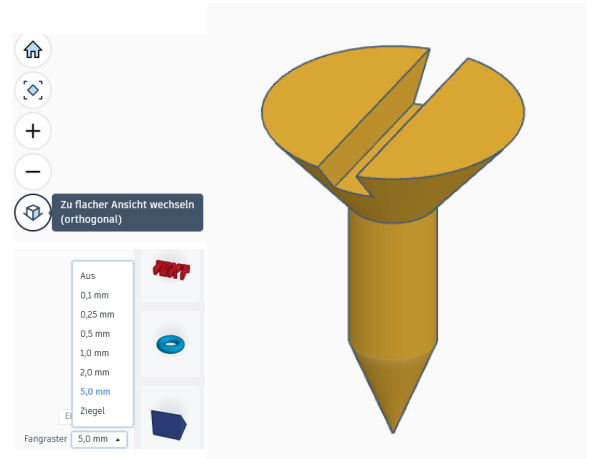 Zu flacher Ansicht wechseln
(orthogonal)
TEXT
Aus
0,1 mm
0,25 mm
0,5 mm
1,0 mm
2,0 mm
5,0 mm
Ziegel
Fangraster 5,0 mm